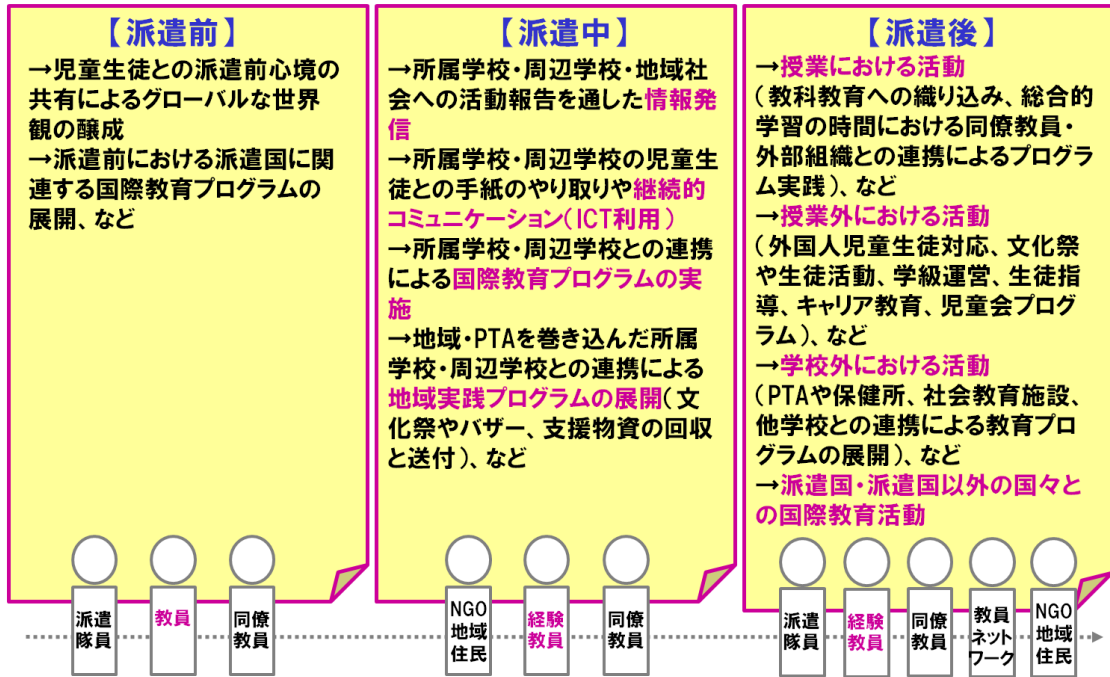 【派遣前】
→児童生徒との派遣前心境の
共有によるグローバルな世界
観の醸成
→派遣前における派遣国に関
連する国際教育プログラムの
展開、など
派遣
隊員
教員
同僚
教員
【派遣中】
→所属学校・周辺学校・地域社
会への活動報告を通した情報発
信
→所属学校・周辺学校の児童生
徒との手紙のやり取りや継続的
コミュニケーション(ICT利用)
→所属学校・周辺学校との連携
による国際教育プログラムの実
施
→地域・PTAを巻き込んだ所属
学校・周辺学校との連携による
地域実践プログラムの展開(文
化祭やバザー、支援物資の回収
と送付)、など
NGO
地域
住民
経験
教員
同僚
教員
【派遣後】
→授業における活動
(教科教育への織り込み、総合的
学習の時間における同僚教員・
外部組織との連携によるプログラ
ム実践)、など
→授業外における活動
(外国人児童生徒対応、文化祭
や生徒活動、学級運営、生徒指
導、キャリア教育、児童会プログ
ラム)、など
→学校外における活動
(PTAや保健所、社会教育施設、
他学校との連携による教育プロ
グラムの展開)、など
→派遣国・派遣国以外の国々と
の国際教育活動
派遣
隊員
経験
教員
同僚
教員
教員
ネット
ワーク
NGO
地域
住民